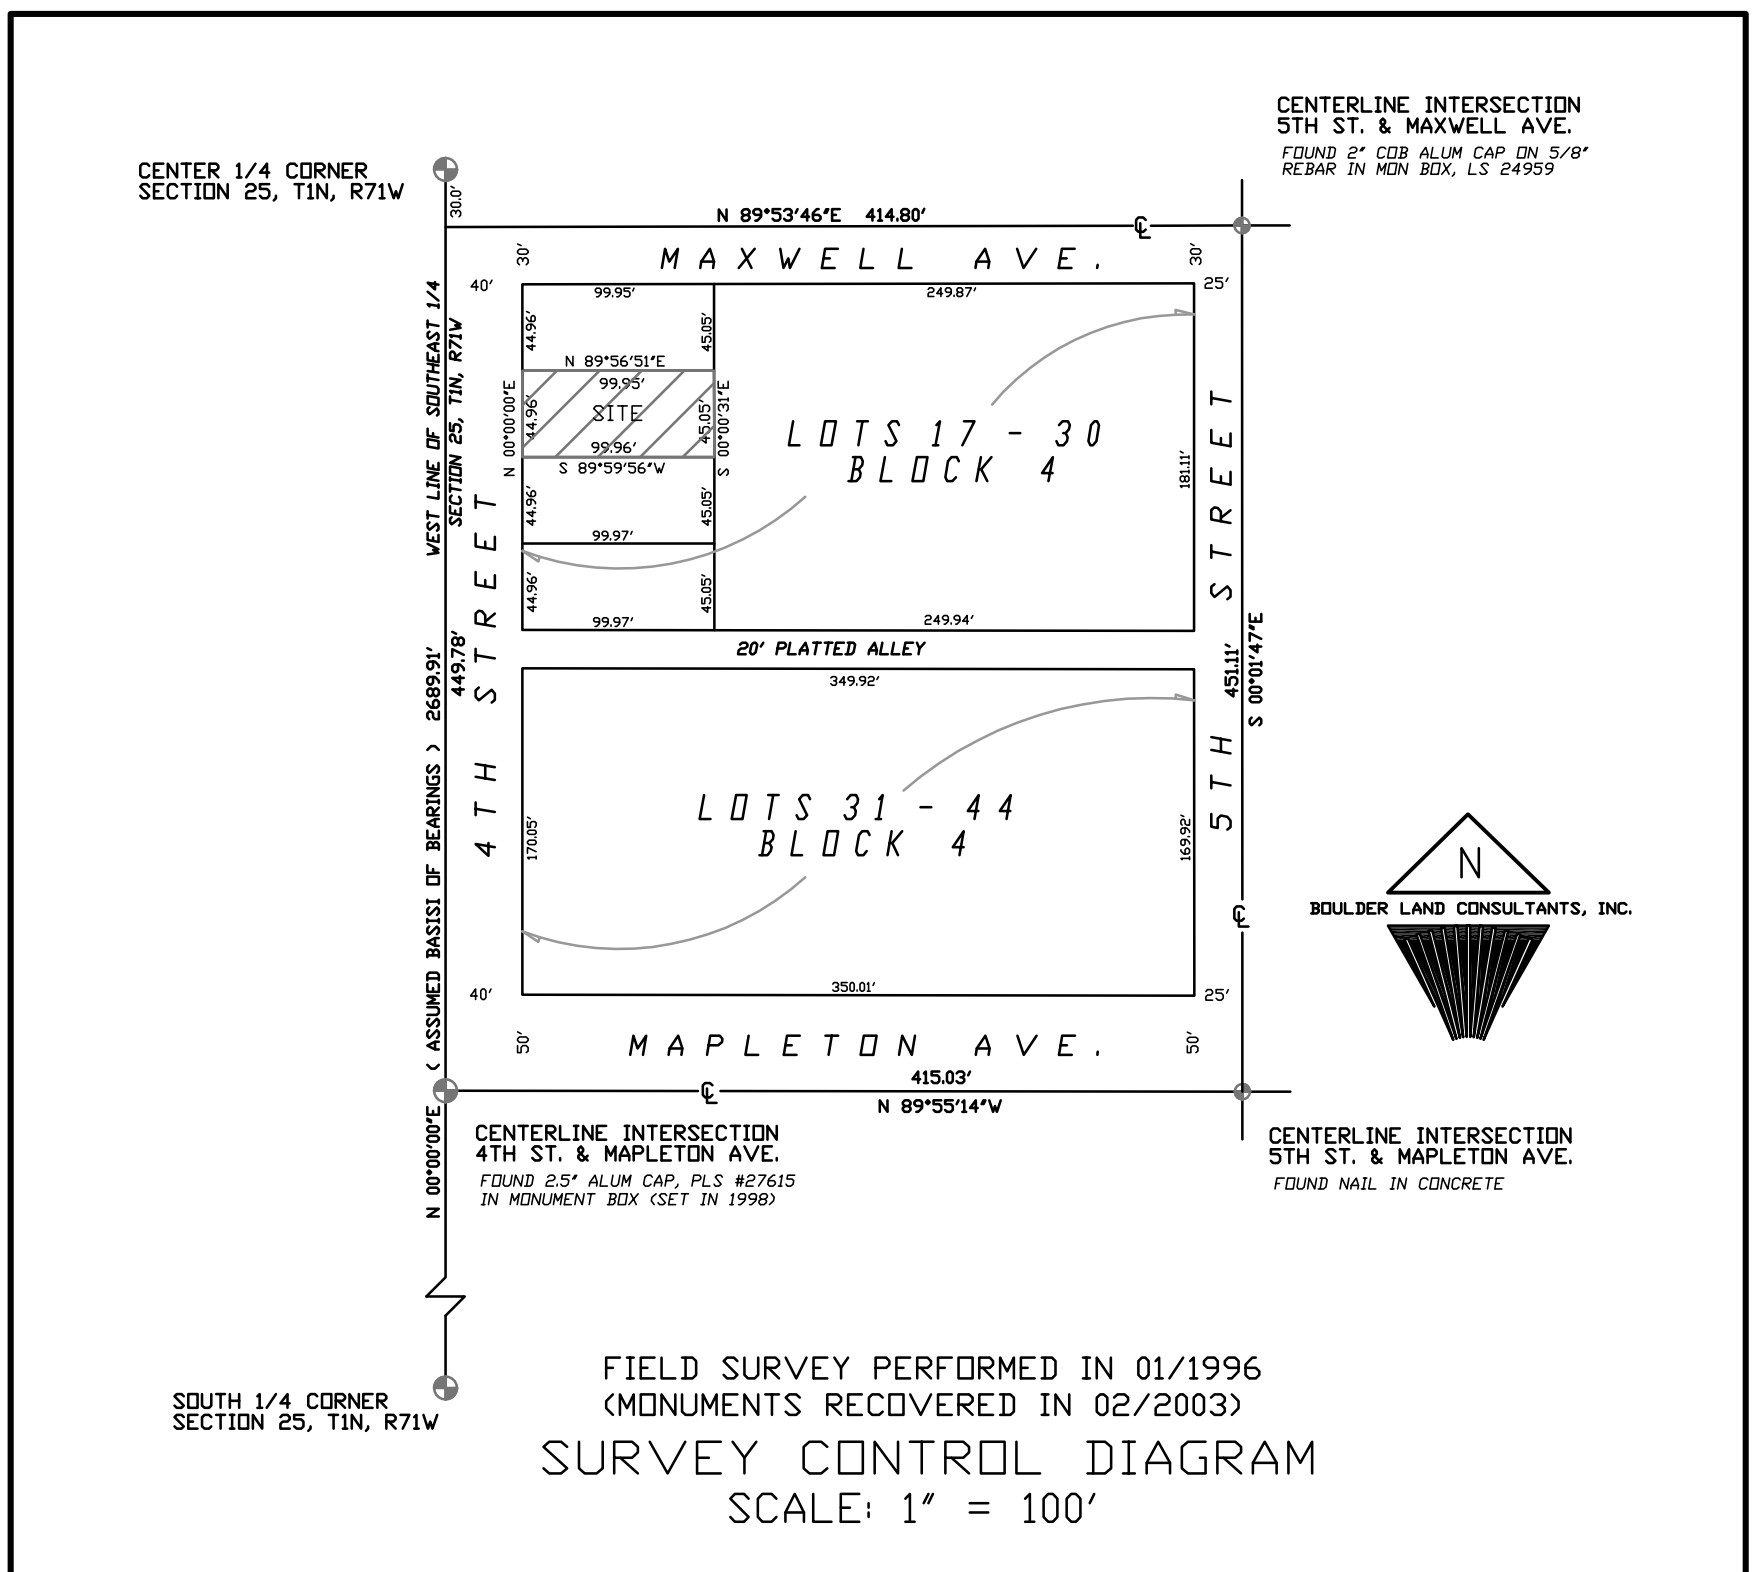 CENTERLINE INTERSECTION
5TH ST. & MAXWELL AVE.
FOUND 2" COB ALUM CAP ON 5/8"
REBAR IN MON BOX, LS 24959
CENTER 1/4 CORNER
SECTION 25, T1N, R71W
30.0'
N 89°53'46"E 414.80'
CL
30'
MAXWELL AVE.
30'
40'
25'
99.95'
249.87'
44.96'
45.05'
WEST LINE OF SOUTHEAST 1/4
SECTION 25, T1N, R71W
N 89°56'51"E
99.95'
N 00°00'00"E
44.96'
SITE
45.05'
S 00°00'31"E
99.96'
S 89°59'56"W
LOTS 17 - 30
BLOCK 4
181.11'
5TH STREET
44.96'
45.05'
99.97'
4TH STREET
44.96'
45.05'
99.97'
249.94'
20' PLATTED ALLEY
449.78'
( ASSUMED BASISI OF BEARINGS ) 2689.91'
451.11'
S 00°01'47"E
349.92'
LOTS 31 - 44
BLOCK 4
170.05'
169.92'
CL
N
BOULDER LAND CONSULTANTS, INC.
350.01'
40'
25'
50'
MAPLETON AVE.
50'
415.03'
CL
N 89°55'14"W
N 00°00'00"E
CENTERLINE INTERSECTION
4TH ST. & MAPLETON AVE.
FOUND 2.5" ALUM CAP, PLS #27615
IN MONUMENT BOX (SET IN 1998)
CENTERLINE INTERSECTION
5TH ST. & MAPLETON AVE.
FOUND NAIL IN CONCRETE
SOUTH 1/4 CORNER
SECTION 25, T1N, R71W
FIELD SURVEY PERFORMED IN 01/1996
(MONUMENTS RECOVERED IN 02/2003)
SURVEY CONTROL DIAGRAM
SCALE: 1" = 100'